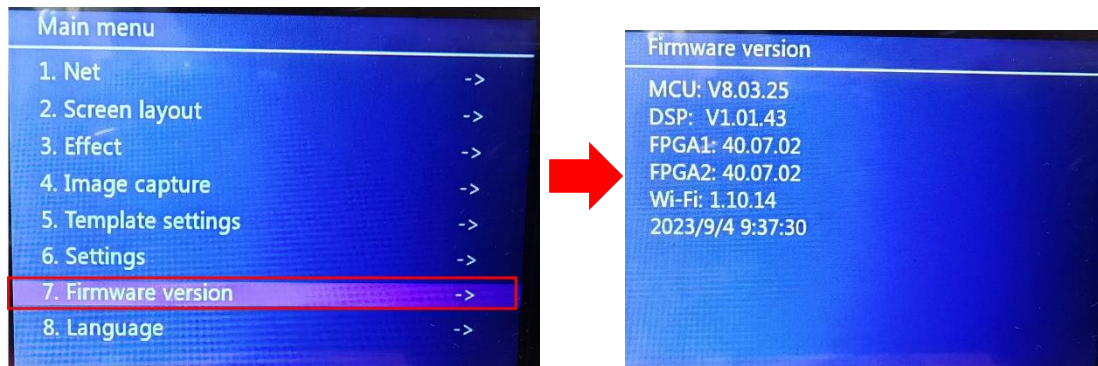 Main menu
1. Net ->
2. Screen layout ->
3. Effect ->
4. Image capture ->
5. Template settings ->
6. Settings ->
7. Firmware version ->
8. Language ->
Firmware version
MCU: V8.03.25
DSP: V1.01.43
FPGA1: 40.07.02
FPGA2: 40.07.02
Wi-Fi: 1.10.14
2023/9/4 9:37:30